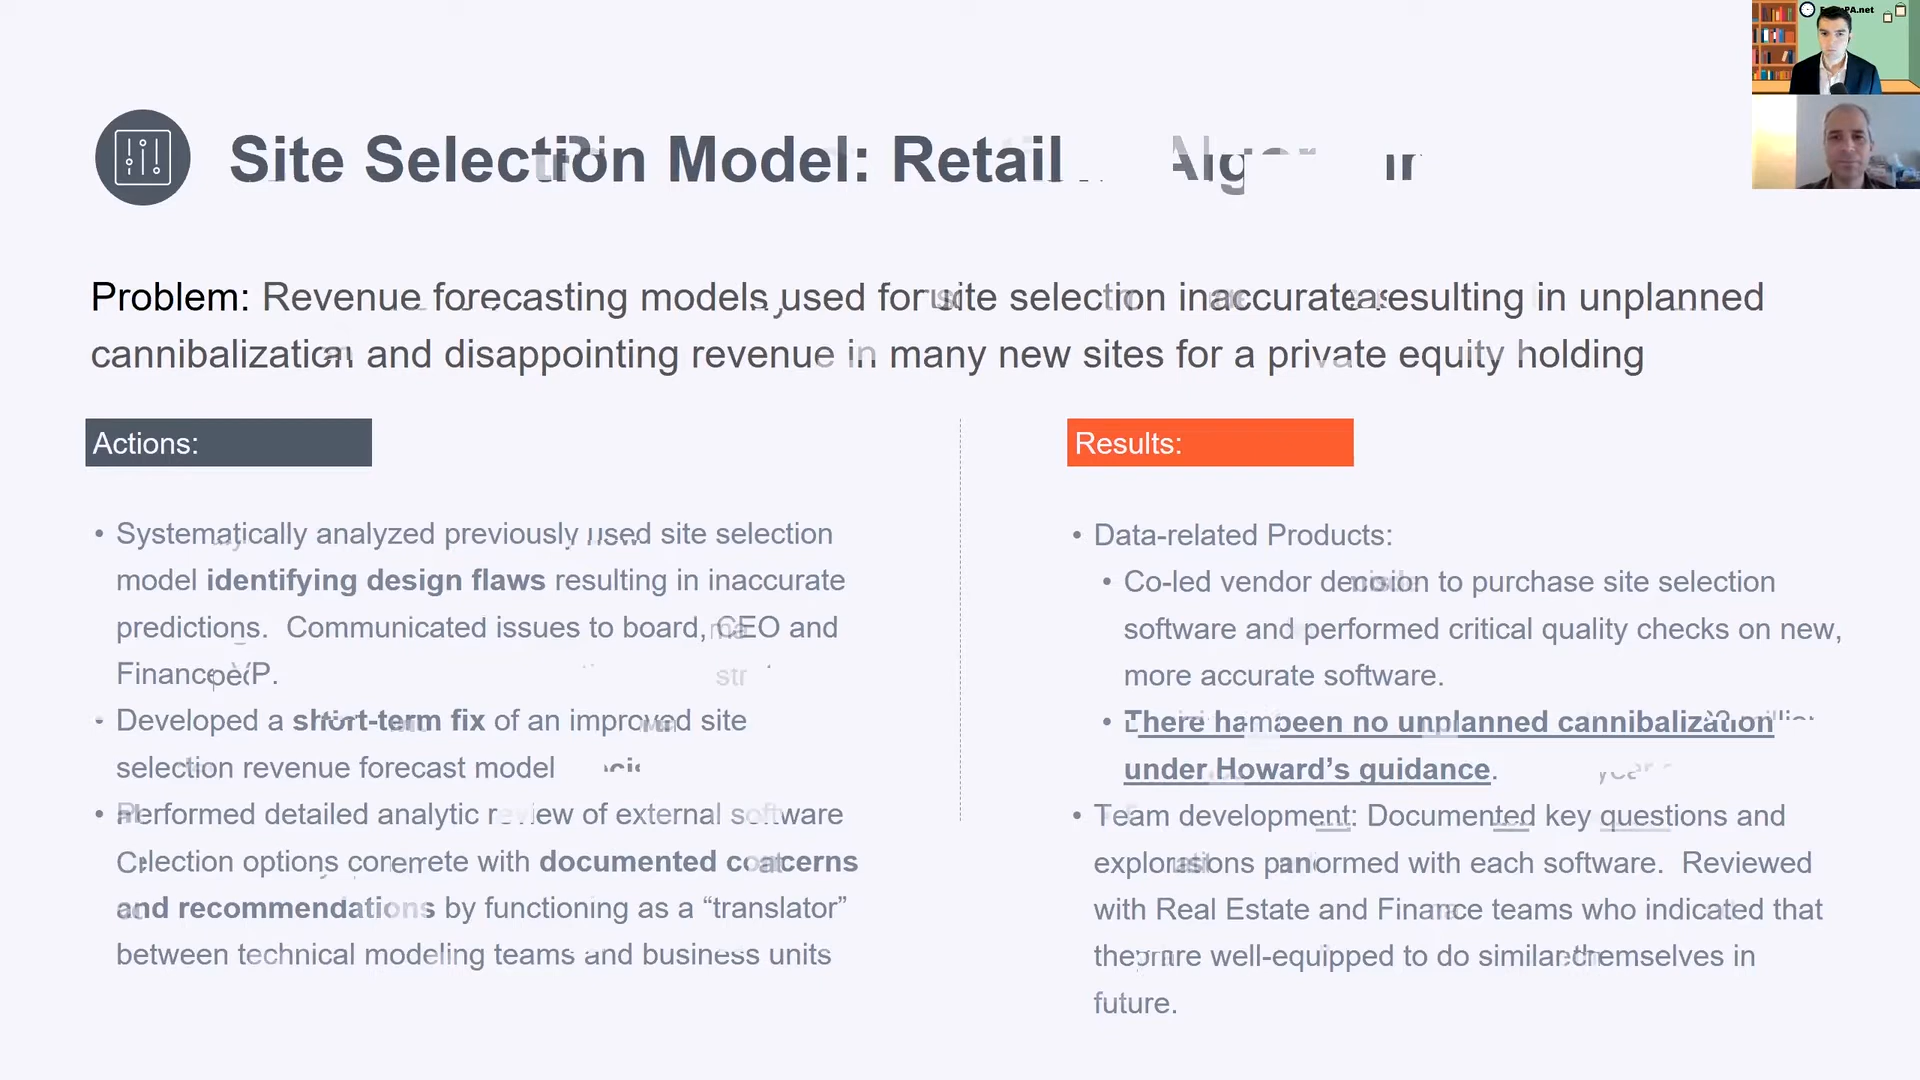 Site Selection Model: Retail
Problem: Revenue forecasting models used for site selection inaccurate resulting in unplanned
cannibalization and disappointing revenue in many new sites for a private equity holding
Actions:
Results:
• Systematically analyzed previously used site selection
model identifying design flaws resulting in inaccurate
predictions. Communicated issues to board, CEO and
Finance VP.
• Developed a short-term fix of an improved site
selection revenue forecast model
• Performed detailed analytic review of external software
options complete with documented concerns
and recommendations by functioning as a “translator”
between technical modeling teams and business units
• Data-related Products:
• Co-led vendor decision to purchase site selection
software and performed critical quality checks on new,
more accurate software.
• There has been no unplanned cannibalization
under Howard’s guidance.
• Team development: Documented key questions and
explorations performed with each software. Reviewed
with Real Estate and Finance teams who indicated that
they are well-equipped to do similar themselves in
future.